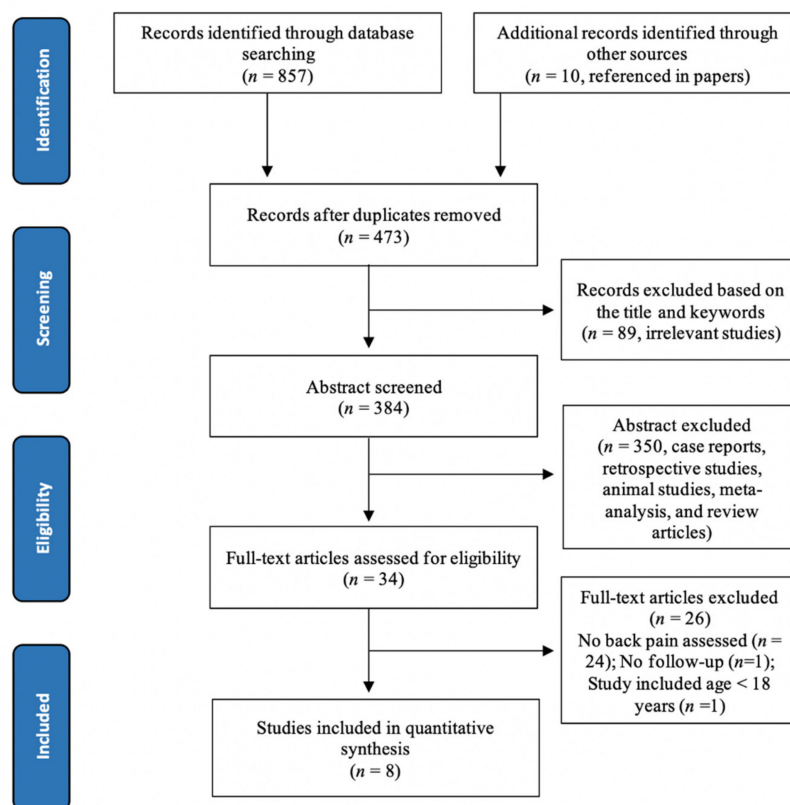 Identification
Records identified through database
searching
(n = 857)
Additional records identified through
other sources
(n = 10, referenced in papers)
Records after duplicates removed
(n = 473)
Screening
Records excluded based on
the title and keywords
(n = 89, irrelevant studies)
Abstract screened
(n = 384)
Eligibility
Abstract excluded
(n = 350, case reports,
retrospective studies,
animal studies, meta-
analysis, and review
articles)
Full-text articles assessed for eligibility
(n = 34)
Full-text articles excluded
(n = 26)
No back pain assessed (n =
24); No follow-up (n=1);
Study included age < 18
years (n =1)
Included
Studies included in quantitative
synthesis
(n = 8)